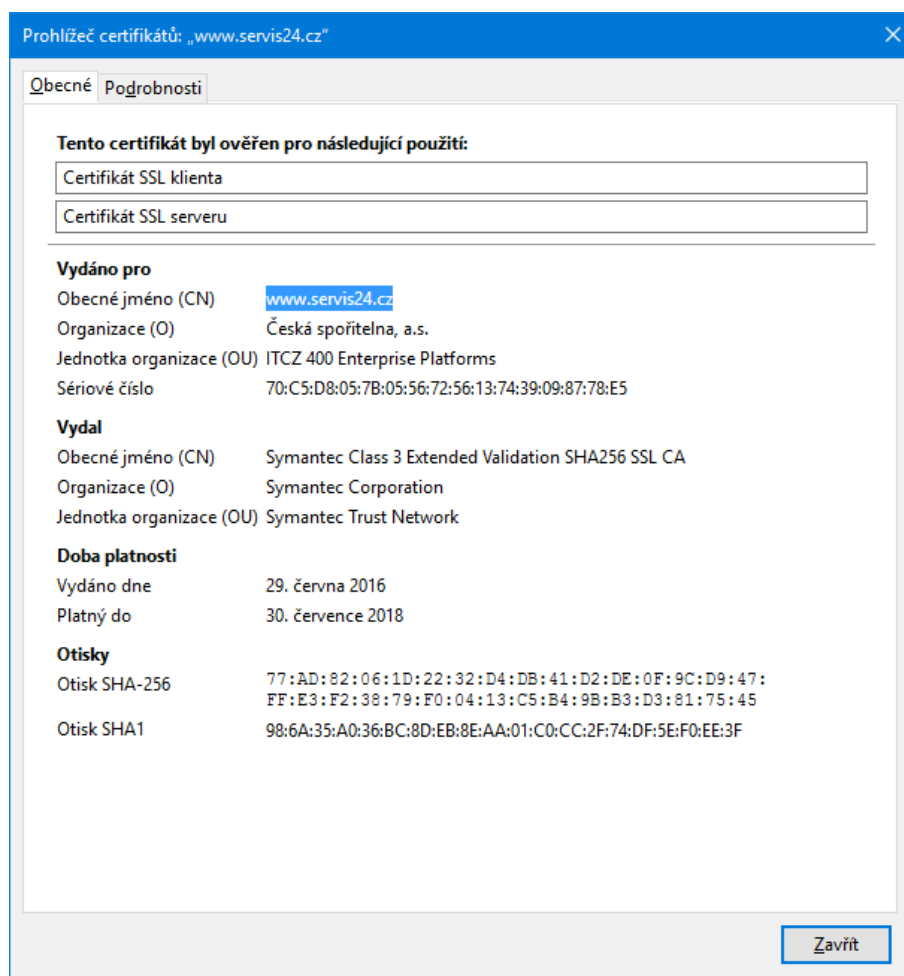 Prohlížeč certifikátů: „www.servis24.cz“
Obecné Podrobnosti
Tento certifikát byl ověřen pro následující použití:
Certifikát SSL klienta
Certifikát SSL serveru
Vydáno pro
Obecné jméno (CN) www.servis24.cz
Organizace (O) Česká spořitelna, a.s.
Jednotka organizace (OU) ITCZ 400 Enterprise Platforms
Sériové číslo 70:C5:D8:05:7B:05:56:72:56:13:74:39:09:87:78:E5
Vydal
Obecné jméno (CN) Symantec Class 3 Extended Validation SHA256 SSL CA
Organizace (O) Symantec Corporation
Jednotka organizace (OU) Symantec Trust Network
Doba platnosti
Vydáno dne 29. června 2016
Platný do 30. července 2018
Otisky
Otisk SHA-256 77:AD:82:06:1D:22:32:D4:DB:41:D2:DE:0F:9C:D9:47:
FF:E3:F2:38:79:F0:04:13:C5:B4:9B:B3:D3:81:75:45
Otisk SHA1 98:6A:35:A0:36:BC:8D:EB:8E:AA:01:C0:CC:2F:74:DF:5E:F0:EE:3F
Zavřít